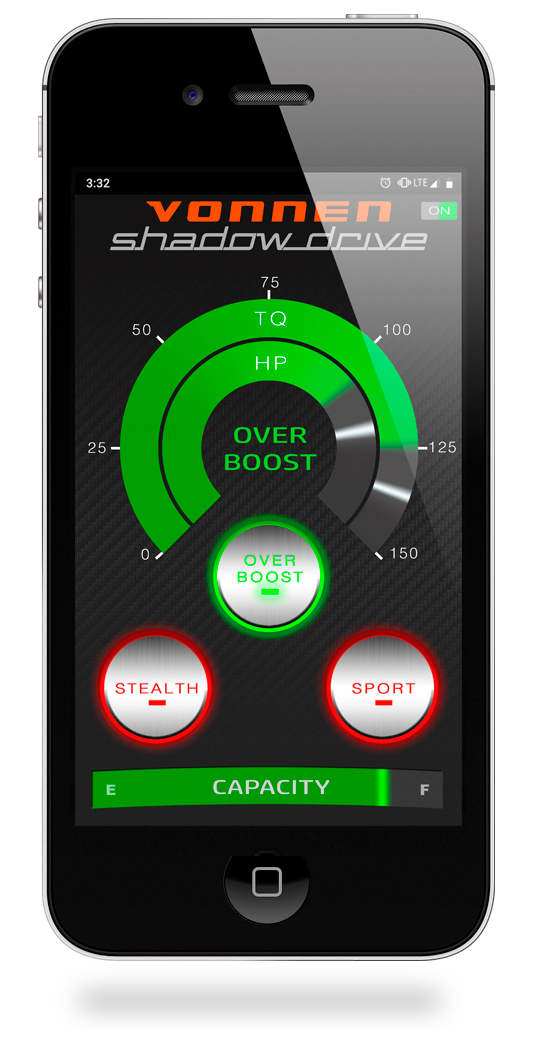 3:32 LTE
VONNEN ON
shadow drive
75
TQ
50 100
HP
OVER
BOOST
25 125
0 150
OVER
BOOST
STEALTH SPORT
E CAPACITY F